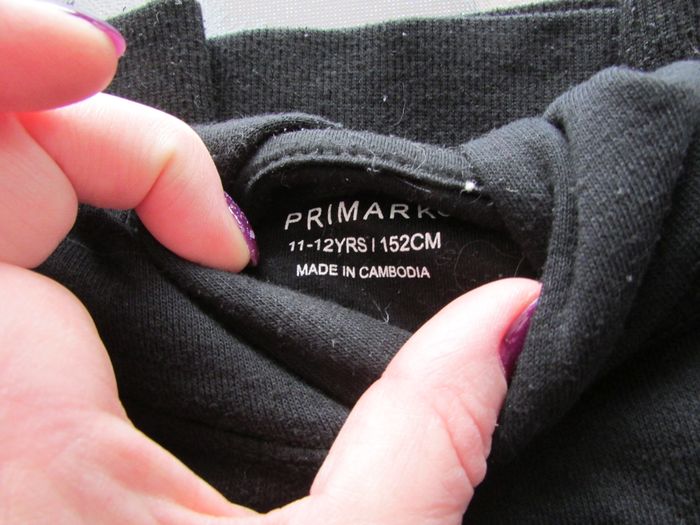 PRIMARK
11-12YRS | 152CM
MADE IN CAMBODIA